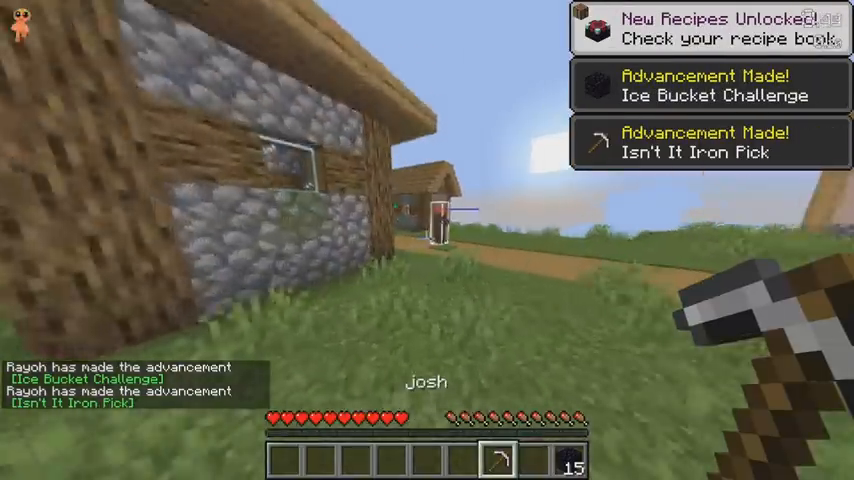 New Recipes Unlocked!
Check your recipe book
Advancement Made!
Ice Bucket Challenge
Advancement Made!
Isn't It Iron Pick
Rayoh has made the advancement
[Ice Bucket Challenge]
Rayoh has made the advancement
[Isn't It Iron Pick]
josh
15